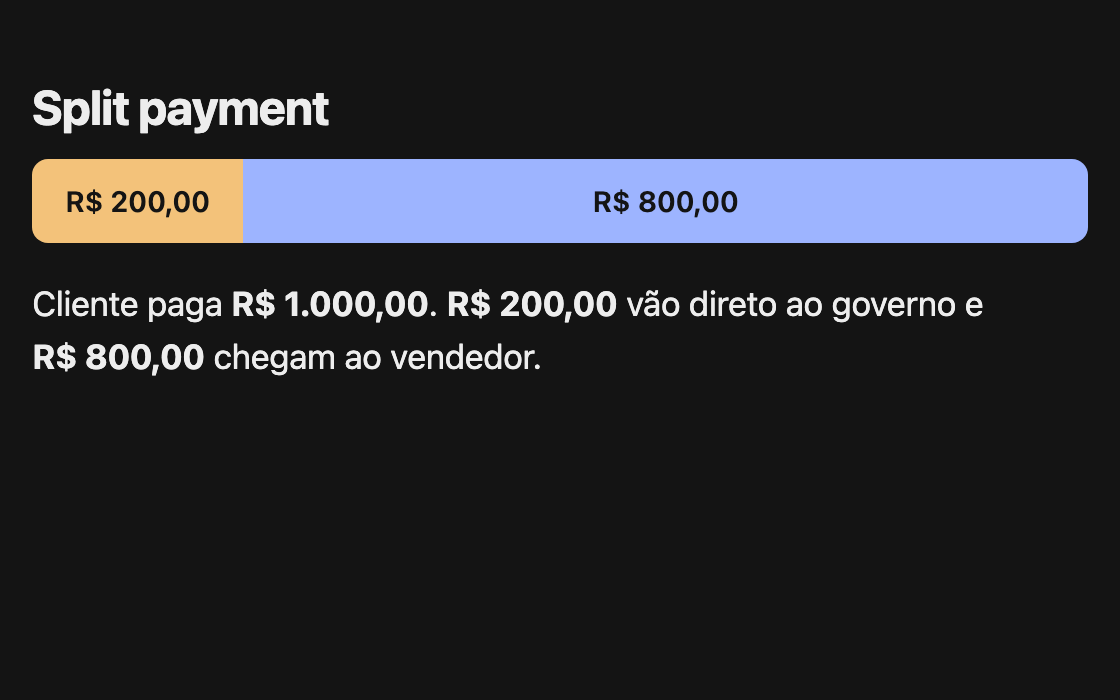 Split payment
R$ 200,00 R$ 800,00
Cliente paga R$ 1.000,00. R$ 200,00 vão direto ao governo e
R$ 800,00 chegam ao vendedor.